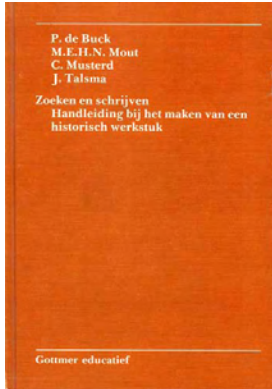 P. de Buck
M.E.H.N. Mout
C. Musterd
J. Talsma
Zoeken en schrijven
Handleiding bij het maken van een
historisch werkstuk
Gottmer educatief